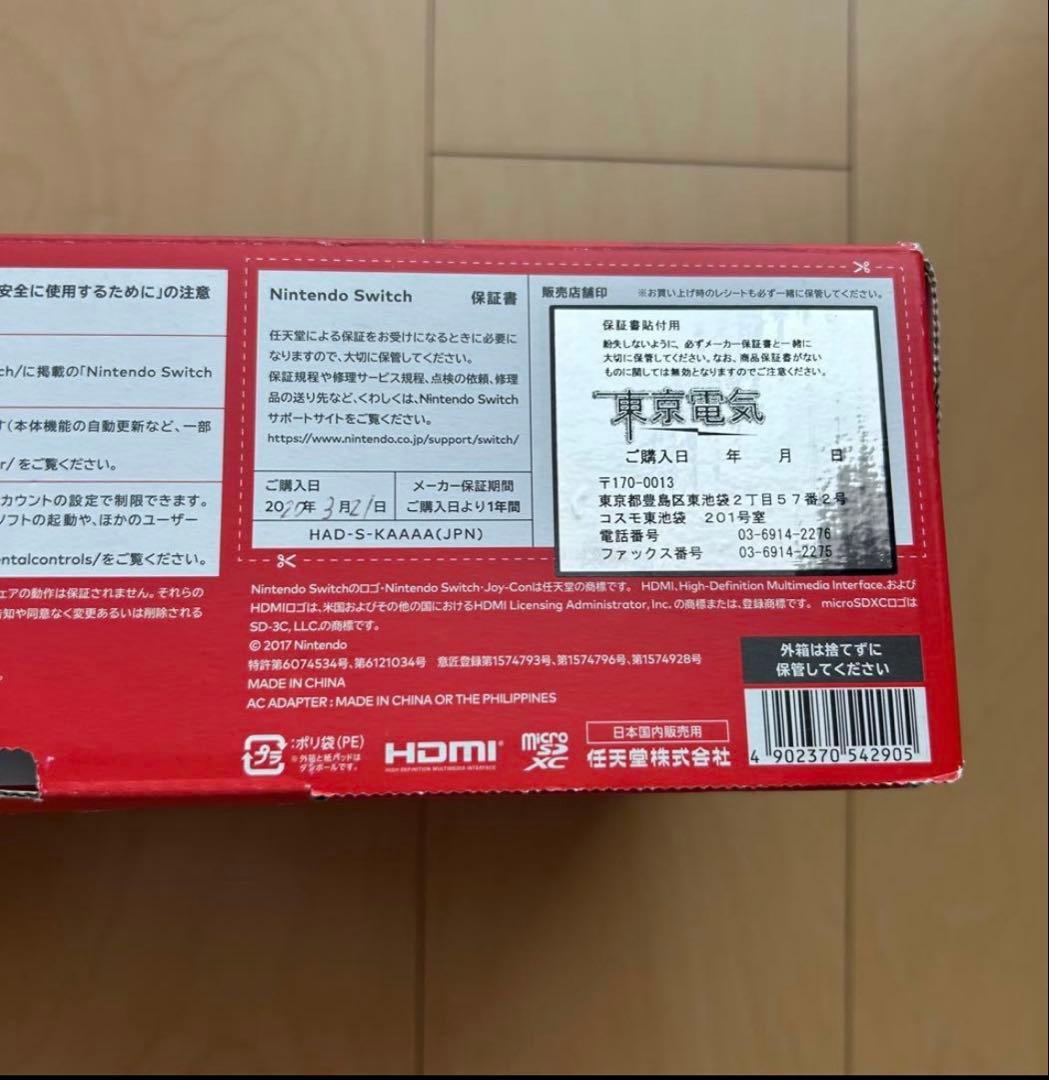 安全に使用するために」の注意
ch/に掲載の「Nintendo Switch
す(本体機能の自動更新など、一部
r/ をご覧ください。
カウントの設定で制限できます。
ソフトの起動や、ほかのユーザー
entalcontrols/をご覧ください。
ェアの動作は保証されません。それらの
告知や同意なく変更あるいは削除される
Nintendo Switch 保証書
任天堂による保証をお受けになるときに必要に
なりますので、大切に保管してください。
保証規程や修理サービス規程、点検の依頼、修理
品の送り先など、くわしくは、Nintendo Switch
サポートサイトをご覧ください。
https://www.nintendo.co.jp/support/switch/
ご購入日
2020年 3月21日
メーカー保証期間
ご購入日より1年間
HAD-S-KAAAA(JPN)
販売店舗印 ※お買い上げ時のレシートも必ず一緒に保管してください。
保証書貼付用
紛失しないように、必ずメーカー保証書と一緒に
大切に保管してください。なお、商品保証書がない
ものに関しては無効となりますのでご注意ください。
東京電気
ご購入日 年 月 日
〒170-0013
東京都豊島区東池袋2丁目57番2号
コスモ東池袋 201号室
電話番号 03-6914-2276
ファックス番号 03-6914-2275
Nintendo Switchのロゴ・Nintendo Switch・Joy-Conは任天堂の商標です。 HDMI、High-Definition Multimedia Interface、および
HDMIロゴは、米国およびその他の国におけるHDMI Licensing Administrator, Inc. の商標または、登録商標です。 microSDXCロゴは
SD-3C, LLC.の商標です。
© 2017 Nintendo
特許第6074534号、第6121034号 意匠登録第1574793号、第1574796号、第1574928号
MADE IN CHINA
AC ADAPTER : MADE IN CHINA OR THE PHILIPPINES
外箱は捨てずに
保管してください
プラ
:ポリ袋(PE)
※外箱と紙パッドは
ダンボールです。
HDMI
HIGH-DEFINITION MULTIMEDIA INTERFACE
micro
SD
XC
日本国内販売用
任天堂株式会社
4 902370 542905